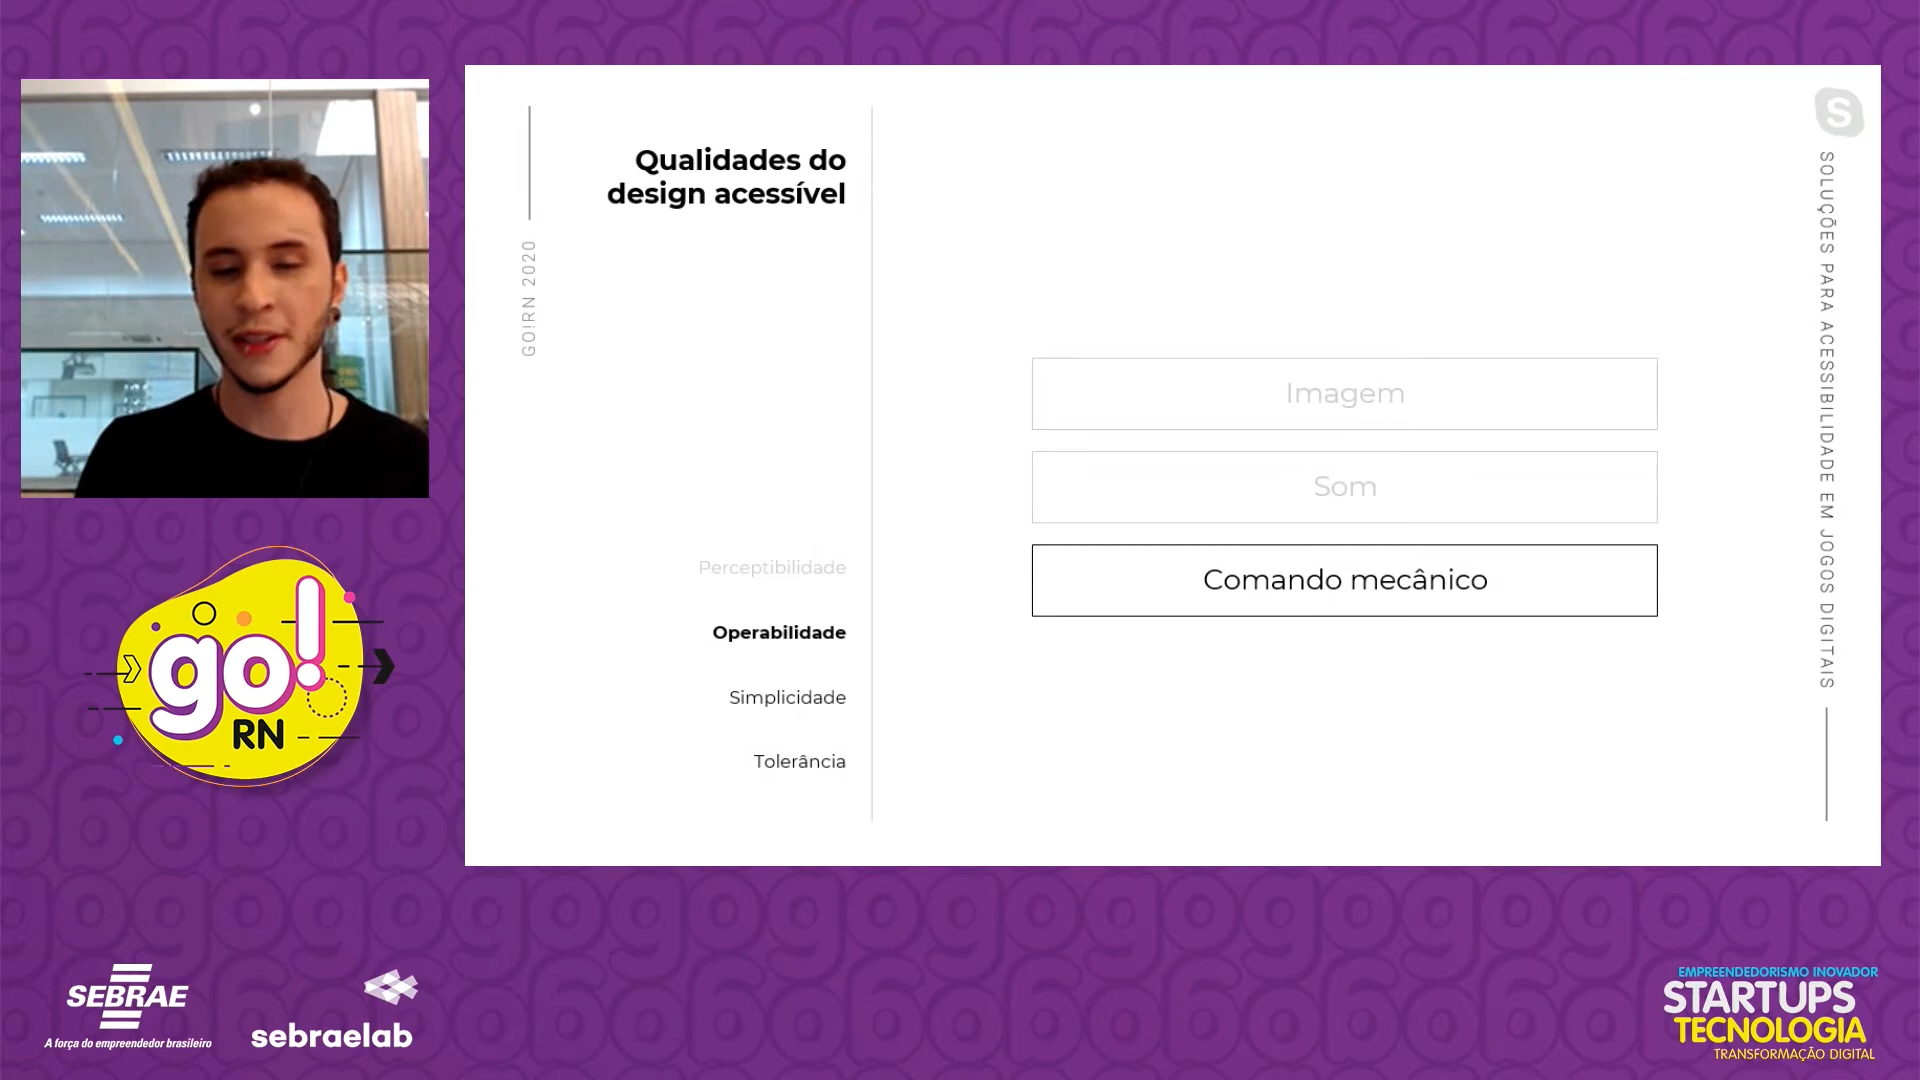 Qualidades do
design acessível
GO!RN 2020
Perceptibilidade
Operabilidade
Simplicidade
Tolerância
Imagem
Som
Comando mecânico
S
SOLUÇÕES PARA ACESSIBILIDADE EM JOGOS DIGITAIS
go!
RN
SEBRAE
A força do empreendedor brasileiro
sebraelab
EMPREENDEDORISMO INOVADOR
STARTUPS
TECNOLOGIA
TRANSFORMAÇÃO DIGITAL